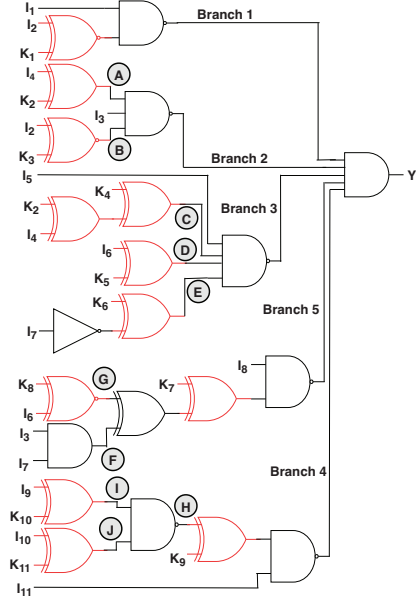 I1
Branch 1
I2
K1
I4
A
K2
I3
I2
B
K3
Branch 2
I5
Y
K4
K2
Branch 3
C
I4
I6
D
K5
E
K6
Branch 5
I7
I8
K8
G
K7
I6
I3
F
I7
Branch 4
I9
I
H
K10
I10
J
K9
K11
I11